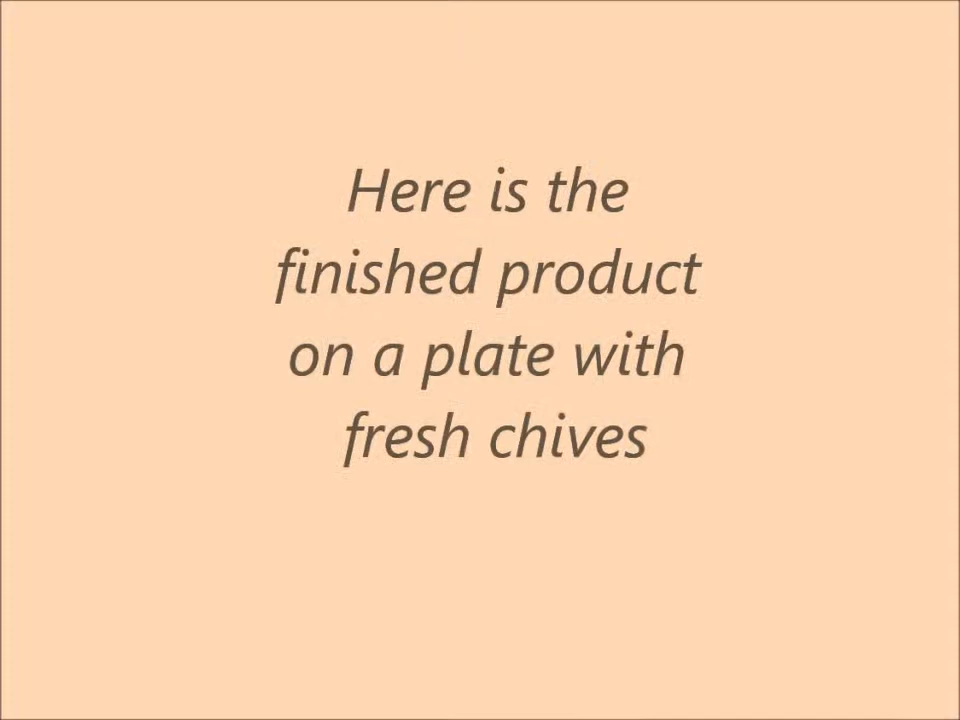 Here is the
finished product
on a plate with
fresh chives